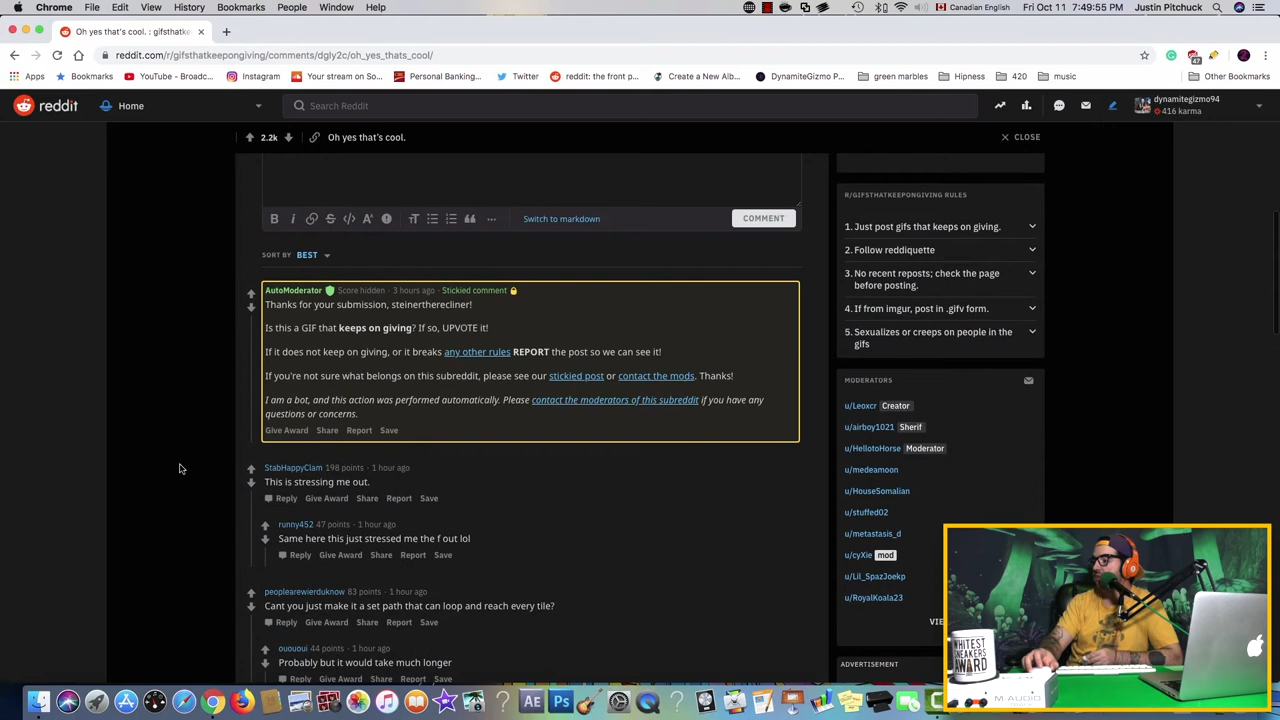 Chrome File Edit View History Bookmarks People Window Help Canadian English Fri Oct 11 7:49:55 PM Justin Pitchuck
Oh yes that's cool. : gifsthatke
reddit.com/r/gifsthatkeepongiving/comments/dgly2c/oh_yes_thats_cool/
47
Apps Bookmarks YouTube - Broadc... Instagram Your stream on So... Personal Banking... Twitter reddit: the front p... Create a New Alb... DynamiteGizmo P... green marbles Hipness 420 music Other Bookmarks
reddit Home Search Reddit dynamitegizmo94
416 karma
2.2k Oh yes that's cool. CLOSE
Switch to markdown COMMENT
SORT BY BEST
AutoModerator Score hidden · 3 hours ago · Stickied comment
Thanks for your submission, steinertherecliner!
Is this a GIF that keeps on giving? If so, UPVOTE it!
If it does not keep on giving, or it breaks any other rules REPORT the post so we can see it!
If you're not sure what belongs on this subreddit, please see our stickied post or contact the mods. Thanks!
I am a bot, and this action was performed automatically. Please contact the moderators of this subreddit if you have any
questions or concerns.
Give Award Share Report Save
StabHappyClam 198 points · 1 hour ago
This is stressing me out.
Reply Give Award Share Report Save
runny452 47 points · 1 hour ago
Same here this just stressed me the f out lol
Reply Give Award Share Report Save
peoplearewierduknow 83 points · 1 hour ago
Cant you just make it a set path that can loop and reach every tile?
Reply Give Award Share Report Save
ououououi 44 points · 1 hour ago
Probably but it would take much longer
Reply Give Award Share Report Save
R/GIFSTHATKEEPONGIVING RULES
1. Just post gifs that keeps on giving.
2. Follow reddiquette
3. No recent reposts; check the page
before posting.
4. If from imgur, post in .gifv form.
5. Sexualizes or creeps on people in the
gifs
MODERATORS
u/Leoxcr Creator
u/airboy1021 Sherif
u/HellotoHorse Moderator
u/medeamoon
u/HouseSomalian
u/stuffed02
u/metastasis_d
u/cyXie mod
u/Lil_SpazJoekp
u/RoyalKoala23
VIE
ADVERTISEMENT
WHITEST
SNEAKERS
AWARD
M-AUDIO
AE Ps